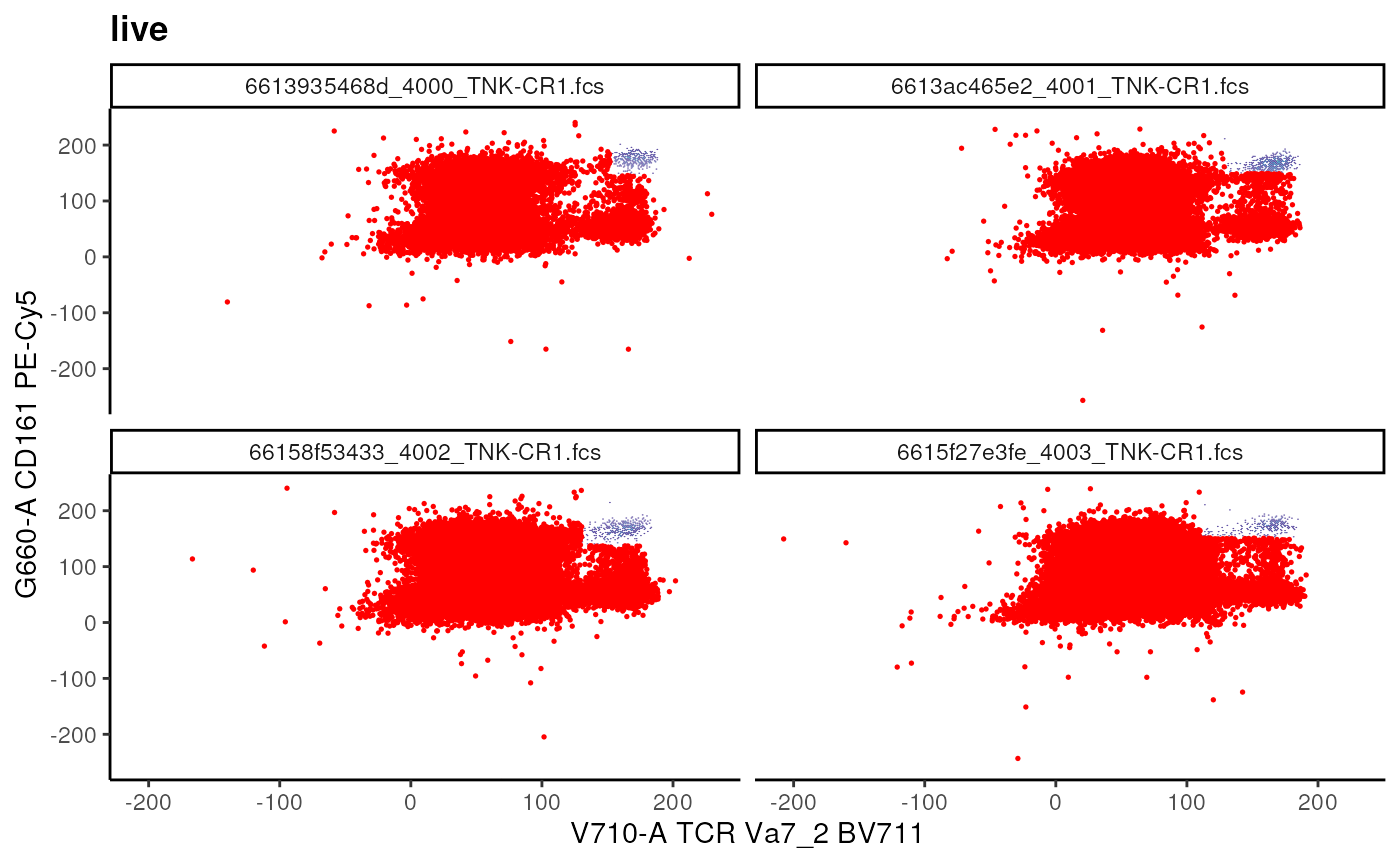 live
6613935468d_4000_TNK-CR1.fcs
6613ac465e2_4001_TNK-CR1.fcs
200
100
0
-100
-200
66158f53433_4002_TNK-CR1.fcs
6615f27e3fe_4003_TNK-CR1.fcs
200
100
0
-100
-200
-200 -100 0 100 200
-200 -100 0 100 200
V710-A TCR Va7_2 BV711
G660-A CD161 PE-Cy5